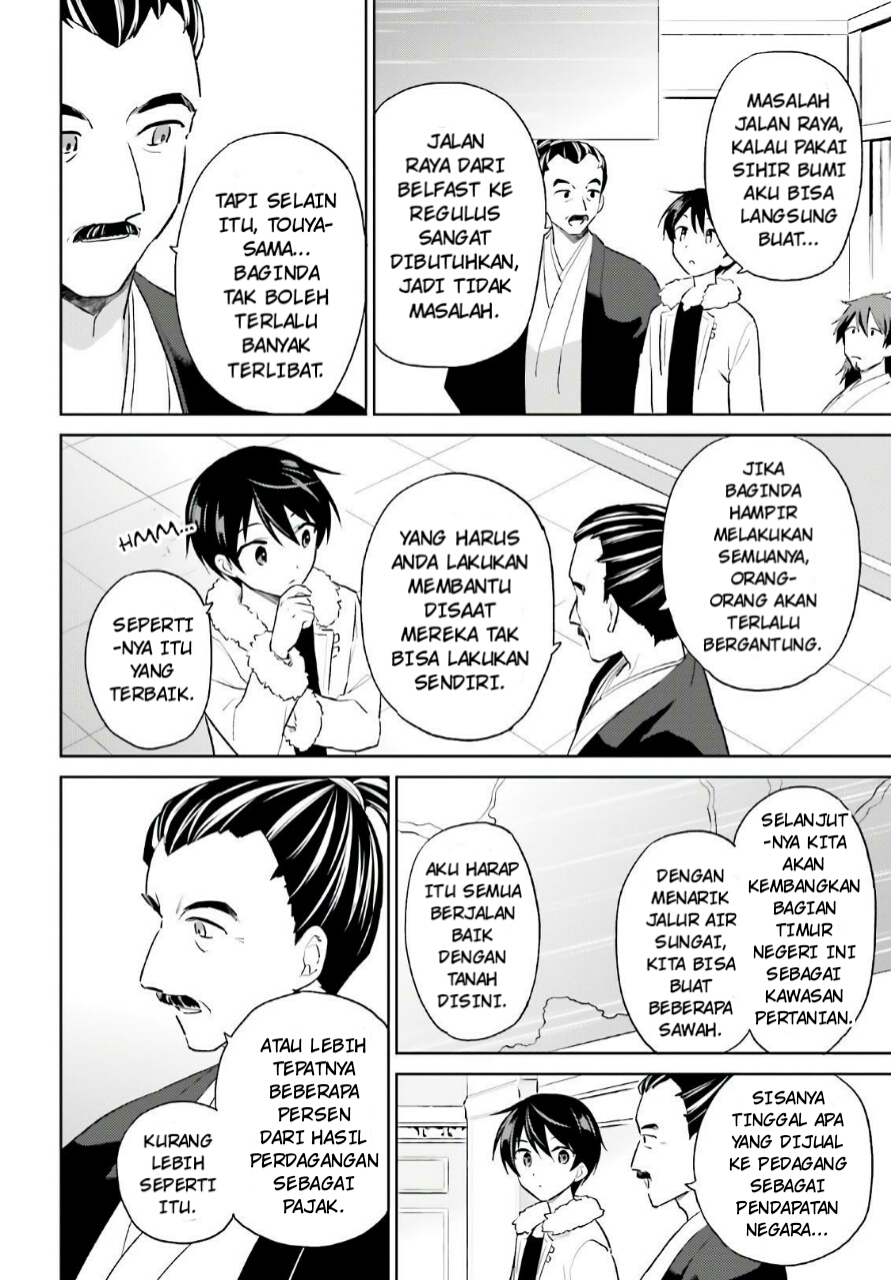 MASALAH
JALAN RAYA,
KALAU PAKAI
SIHIR BUMI
AKU BISA
LANGSUNG
BUAT...
JALAN
RAYA DARI
BELFAST KE
REGULUS
SANGAT
DIBUTUHKAN,
JADI TIDAK
MASALAH.
TAPI SELAIN
ITU, TOUYA-
SAMA...
BAGINDA
TAK BOLEH
TERLALU
BANYAK
TERLIBAT.
JIKA
BAGINDA
HAMPIR
MELAKUKAN
SEMUANYA,
ORANG-
ORANG AKAN
TERLALU
BERGANTUNG.
YANG HARUS
ANDA LAKUKAN
MEMBANTU
DISAAT
MEREKA TAK
BISA LAKUKAN
SENDIRI.
HMM...
SEPERTI
-NYA ITU
YANG
TERBAIK.
SELANJUT
-NYA KITA
AKAN
KEMBANGKAN
BAGIAN
TIMUR
NEGERI INI
SEBAGAI
KAWASAN
PERTANIAN.
DENGAN
MENARIK
JALUR AIR
SUNGAI,
KITA BISA
BUAT
BEBERAPA
SAWAH.
AKU HARAP
ITU SEMUA
BERJALAN
BAIK
DENGAN
TANAH
DISINI.
SISANYA
TINGGAL APA
YANG DIJUAL
KE PEDAGANG
SEBAGAI
PENDAPATAN
NEGARA...
ATAU LEBIH
TEPATNYA
BEBERAPA
PERSEN
DARI HASIL
PERDAGANGAN
SEBAGAI
PAJAK.
KURANG
LEBIH
SEPERTI
ITU.